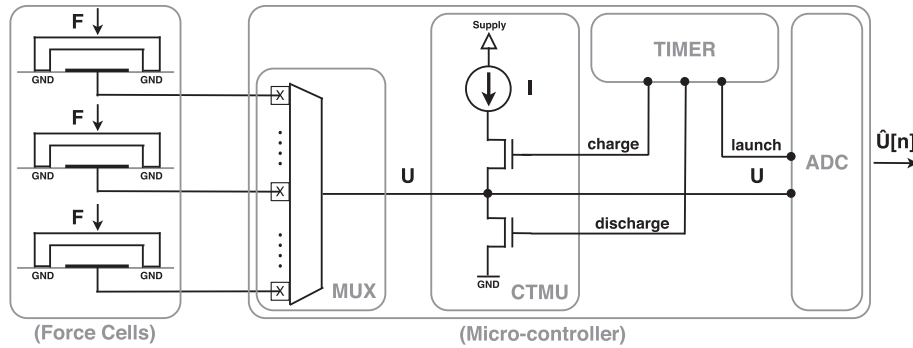 F
GND GND
F
GND GND
F
GND GND
(Force Cells)
X
X
X
MUX
U
Supply
I
charge
discharge
GND
CTMU
TIMER
launch
U
ADC
Û[n]
(Micro-controller)